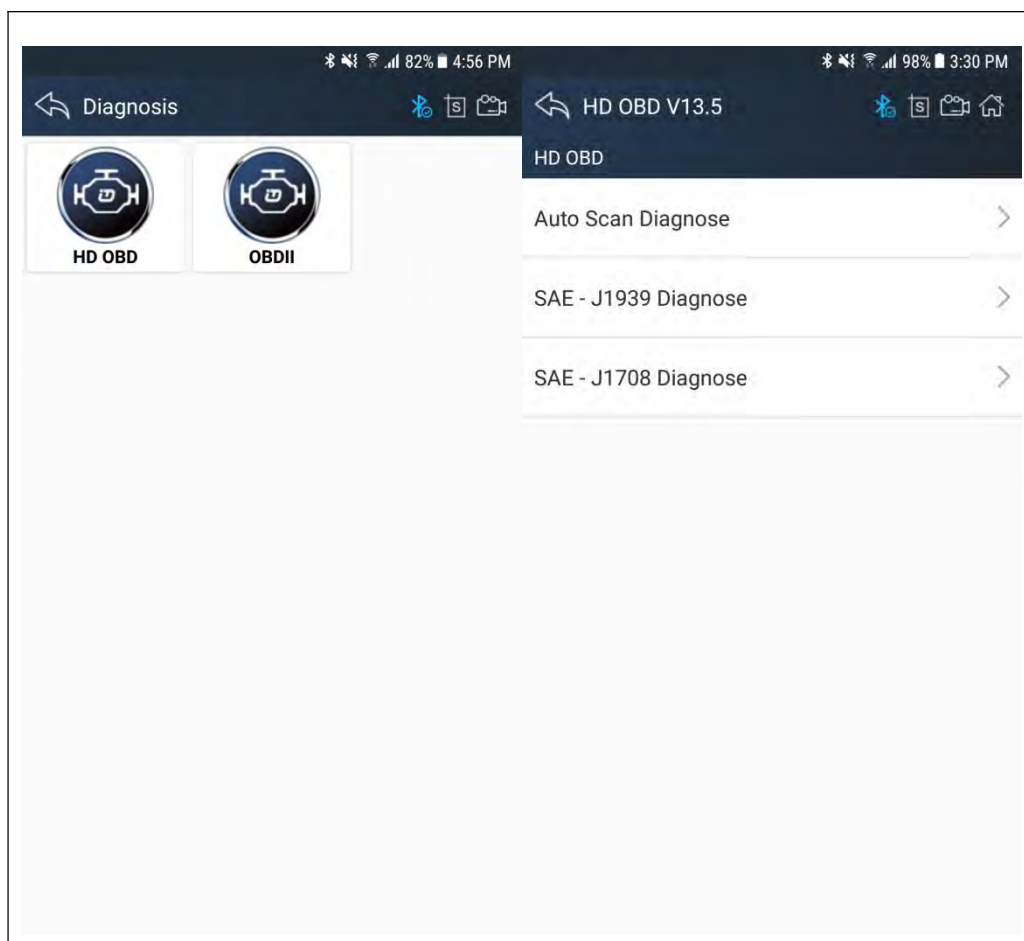 82% 4:56 PM
Diagnosis
S
HD OBD
OBDII
98% 3:30 PM
HD OBD V13.5
S
HD OBD
Auto Scan Diagnose
SAE - J1939 Diagnose
SAE - J1708 Diagnose